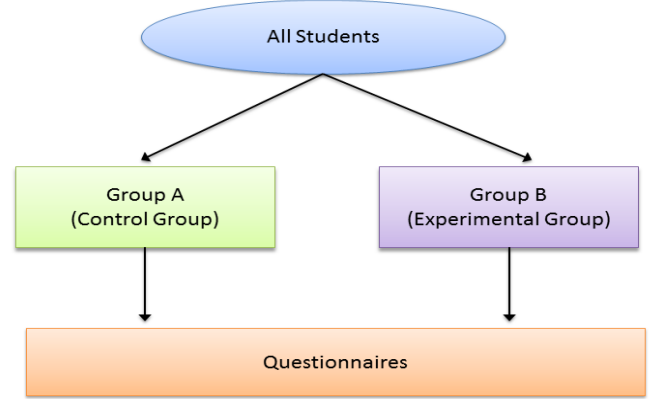 All Students
Group A
(Control Group)
Group B
(Experimental Group)
Questionnaires